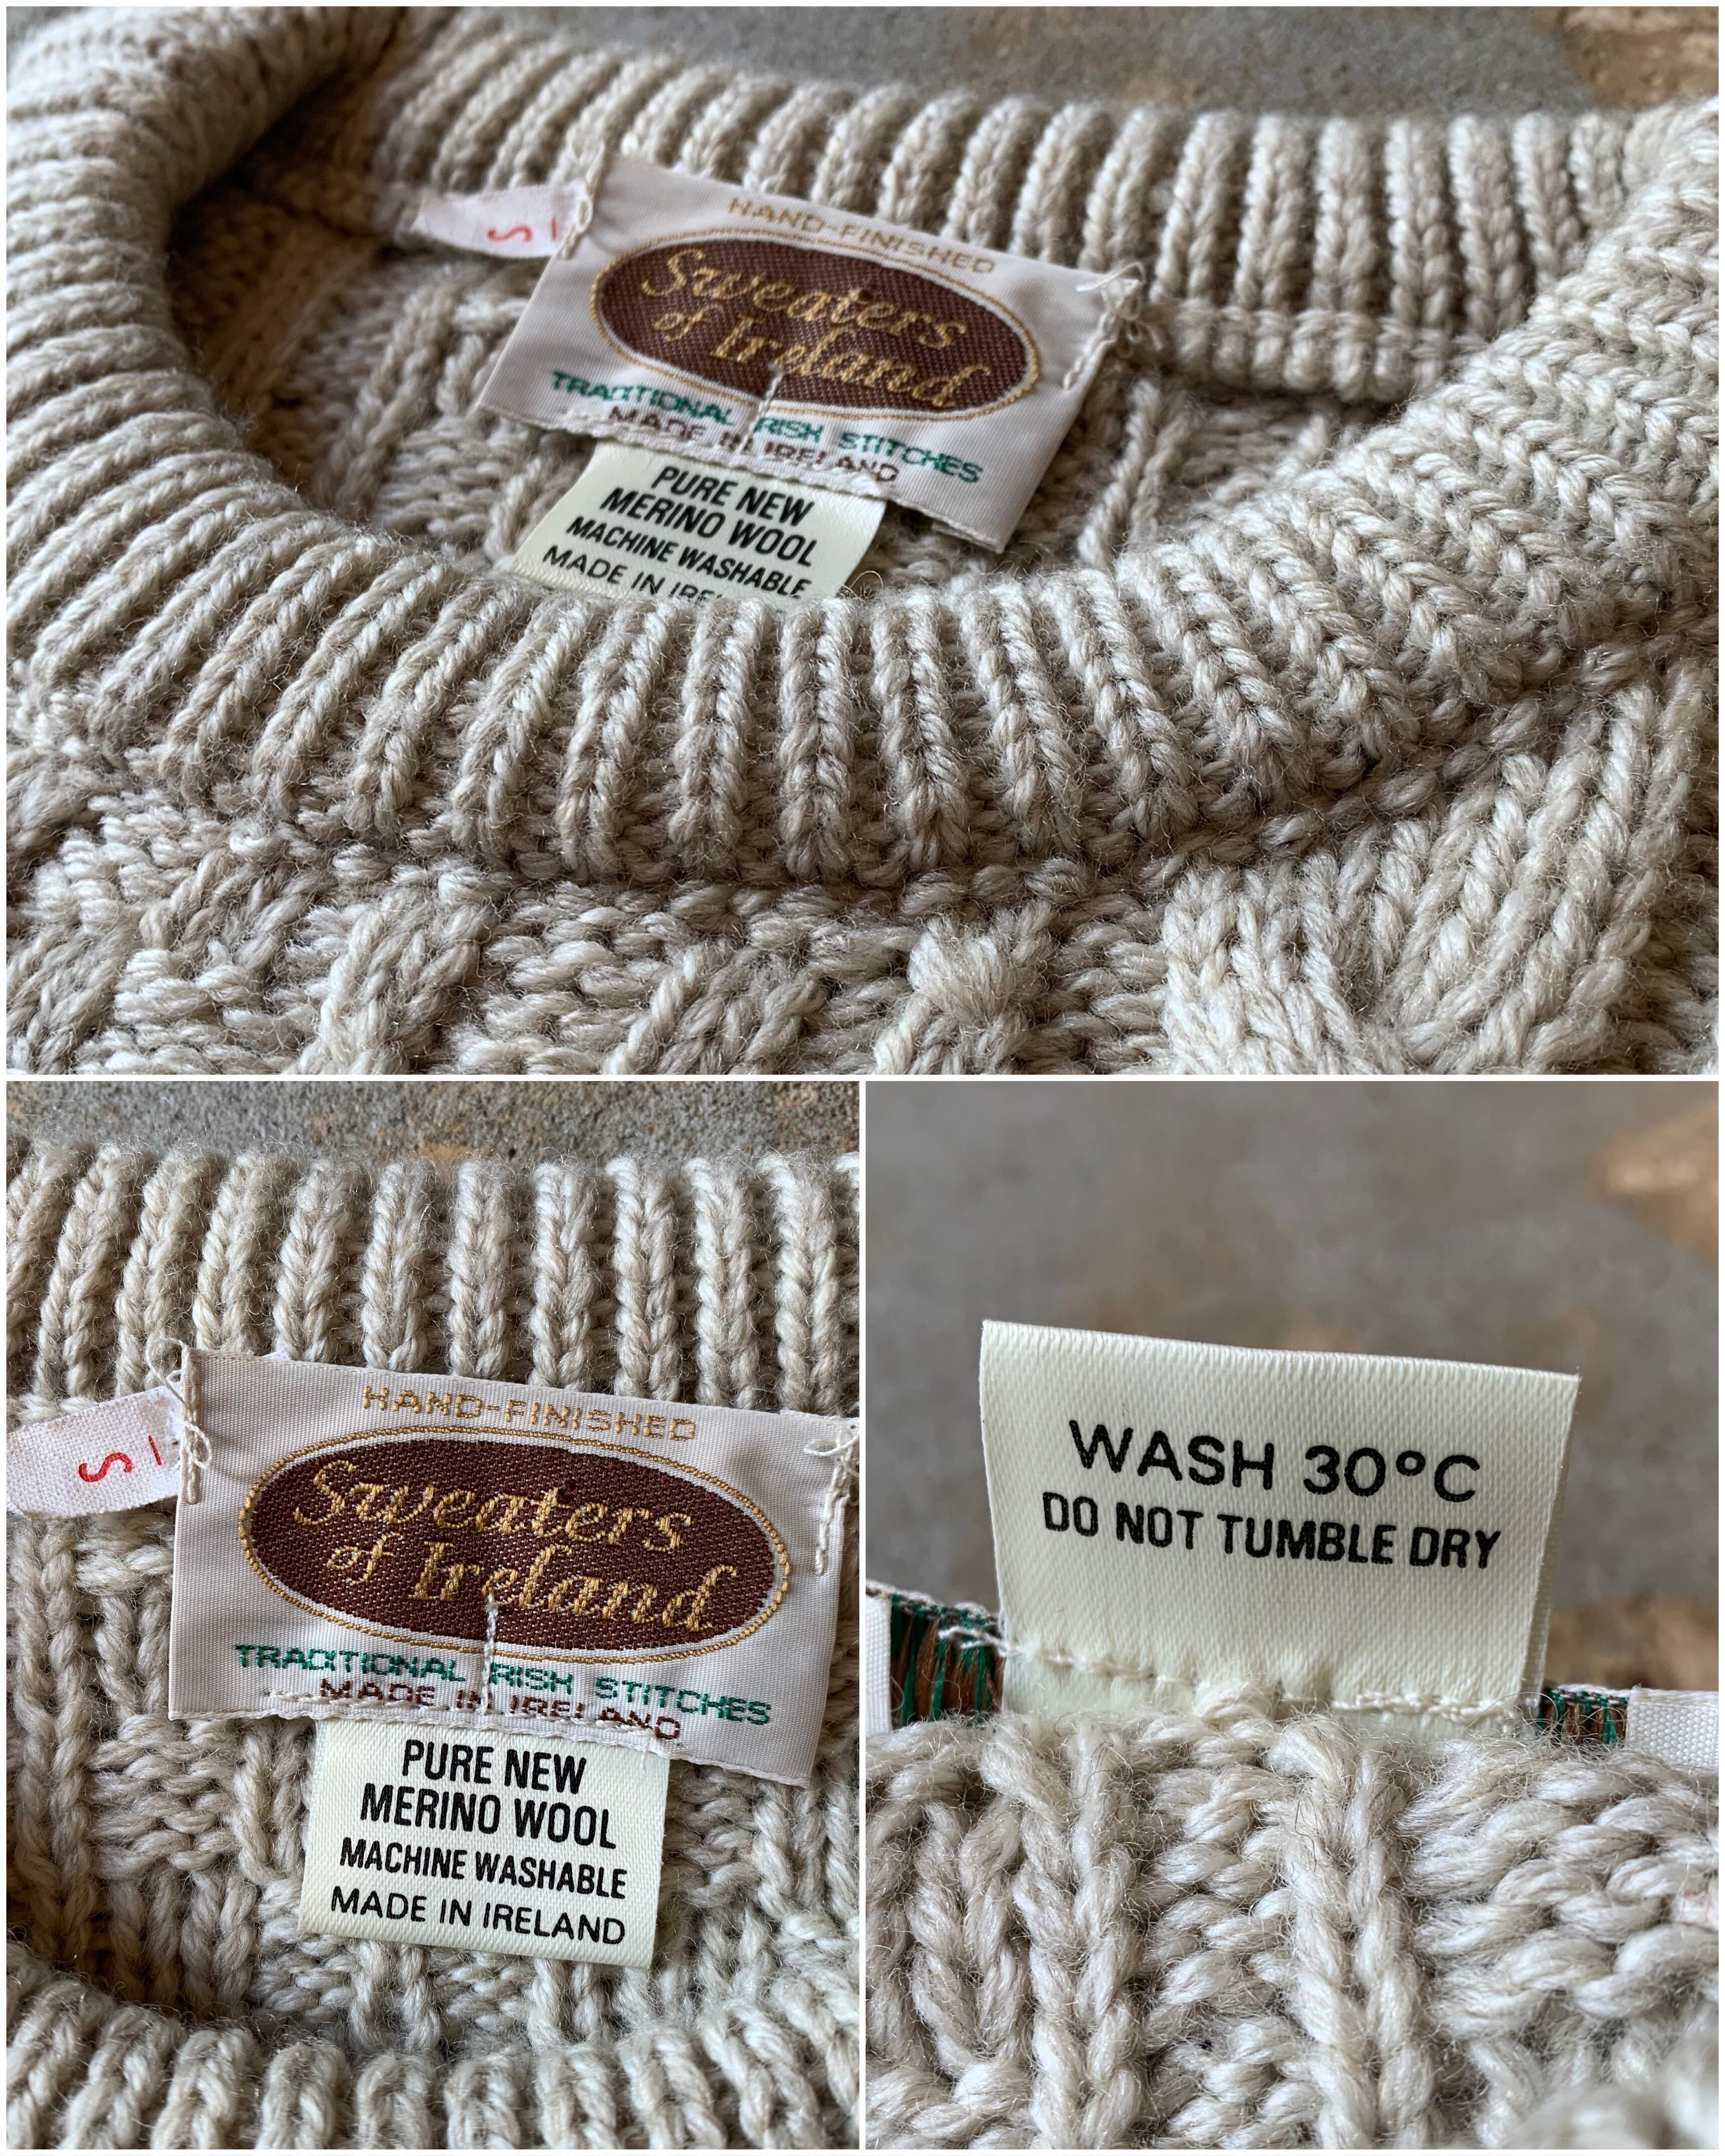 S
HAND-FINISHED
Sweaters
of Ireland
TRADITIONAL IRISH STITCHES
MADE IN IRELAND
PURE NEW
MERINO WOOL
MACHINE WASHABLE
MADE IN IRE
S
HAND-FINISHED
Sweaters
of Ireland
TRADITIONAL IRISH STITCHES
MADE IN IRELAND
PURE NEW
MERINO WOOL
MACHINE WASHABLE
MADE IN IRELAND
WASH 30°C
DO NOT TUMBLE DRY